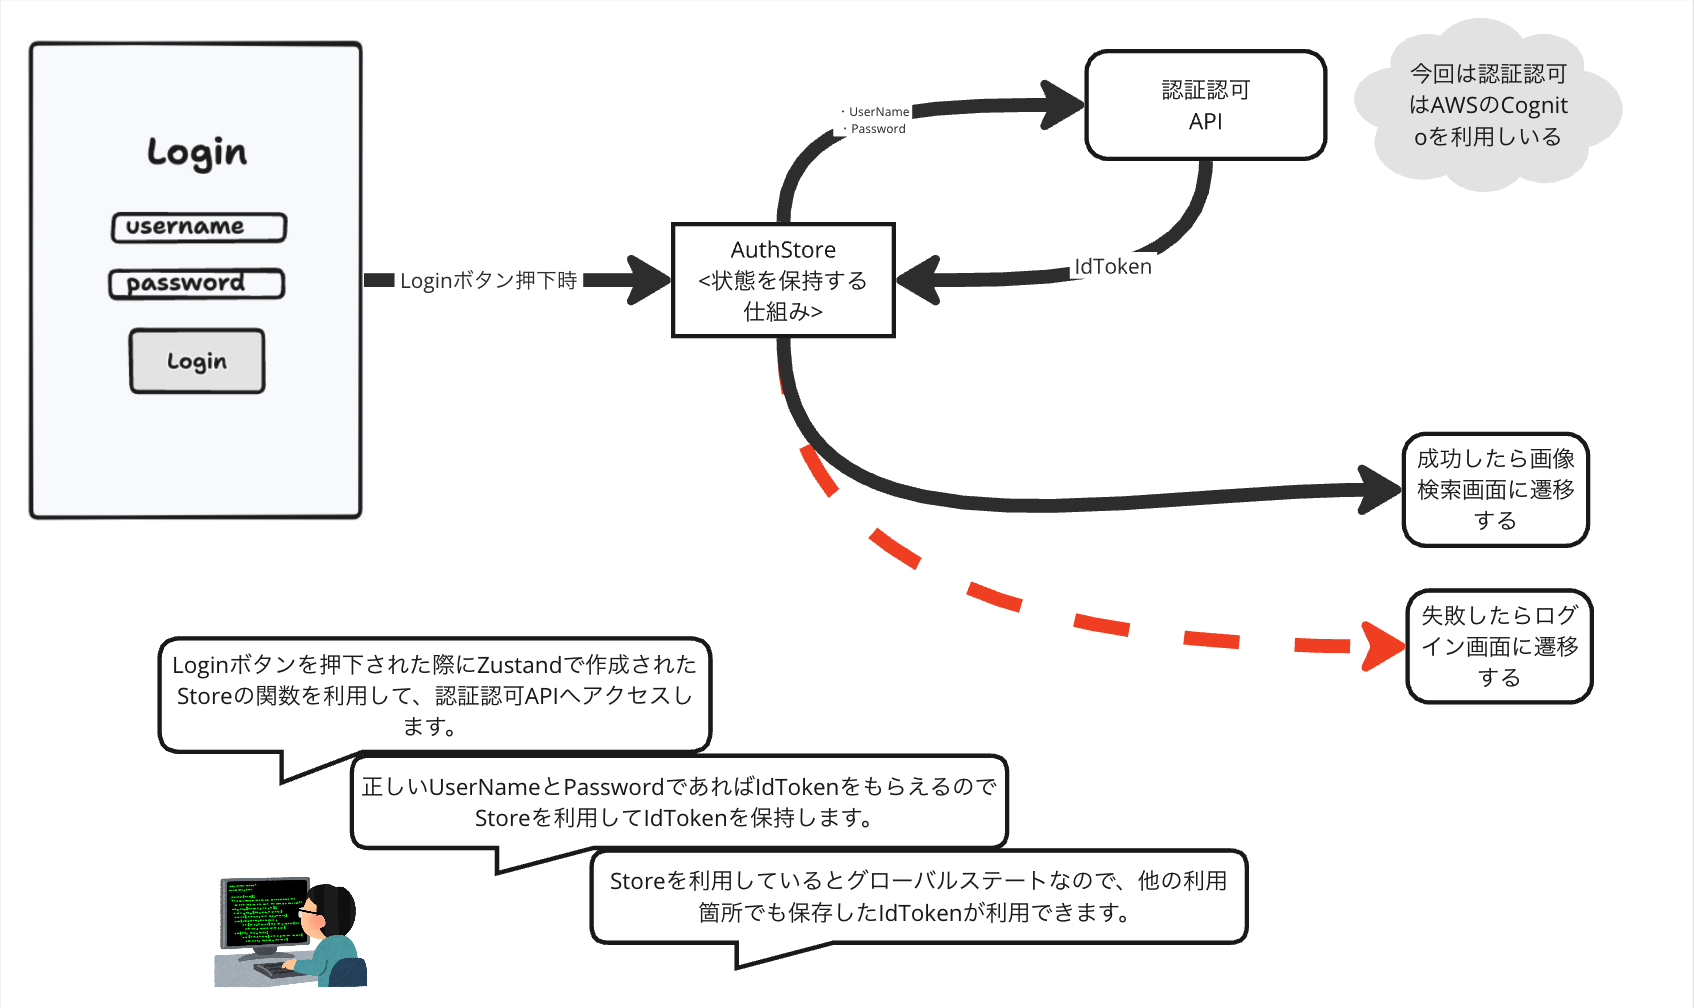 Login
username
password
Login
Loginボタン押下時
・UserName
・Password
認証認可
API
今回は認証認可
はAWSのCognit
oを利用しいる
AuthStore
<状態を保持する
仕組み>
IdToken
成功したら画像
検索画面に遷移
する
失敗したらログ
イン画面に遷移
する
Loginボタンを押下された際にZustandで作成された
Storeの関数を利用して、認証認可APIへアクセスし
ます。
正しいUserNameとPasswordであればIdTokenをもらえるので
Storeを利用してIdTokenを保持します。
Storeを利用しているとグローバルステートなので、他の利用
箇所でも保存したIdTokenが利用できます。